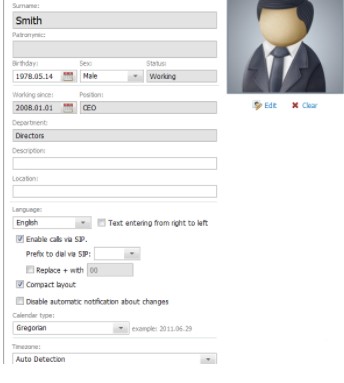 Surname:
Smith
Patronymic:
Birthday: Sex: Status:
1978.05.14 Male Working
Working since: Position:
2008.01.01 CEO
Edit Clear
Department:
Directors
Description:
Location:
Language:
English Text entering from right to left
Enable calls via SIP.
Prefix to dial via SIP:
Replace + with 00
Compact layout
Disable automatic notification about changes
Calendar type:
Gregorian example: 2011.06.29
Timezone:
Auto Detection